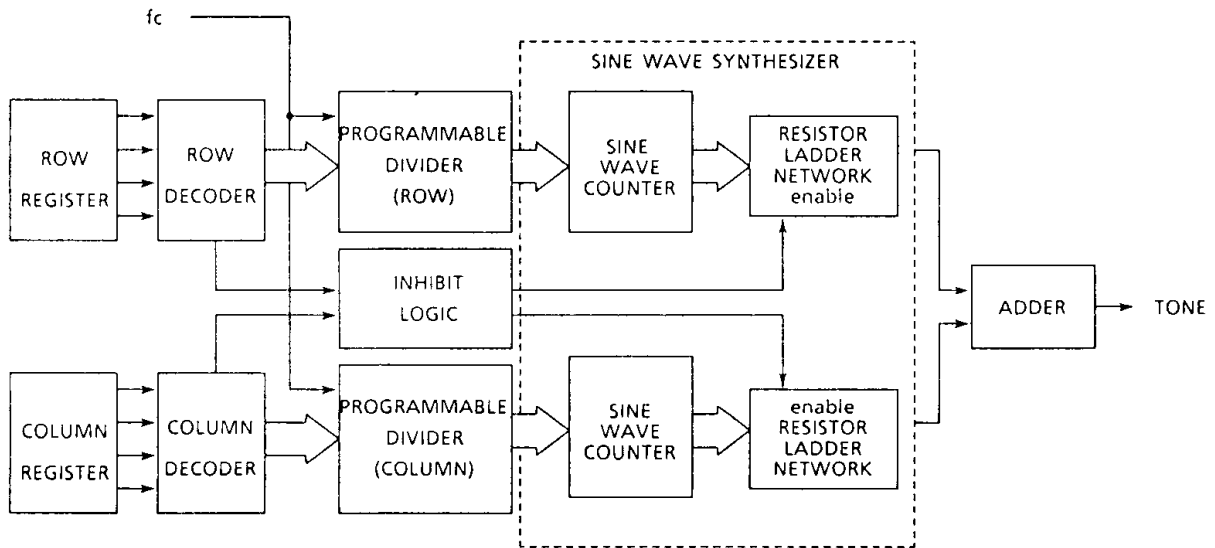 fc
SINE WAVE SYNTHESIZER
ROW
REGISTER
ROW
DECODER
PROGRAMMABLE
DIVIDER
(ROW)
SINE
WAVE
COUNTER
RESISTOR
LADDER
NETWORK
enable
INHIBIT
LOGIC
ADDER
TONE
COLUMN
REGISTER
COLUMN
DECODER
PROGRAMMABLE
DIVIDER
(COLUMN)
SINE
WAVE
COUNTER
enable
RESISTOR
LADDER
NETWORK